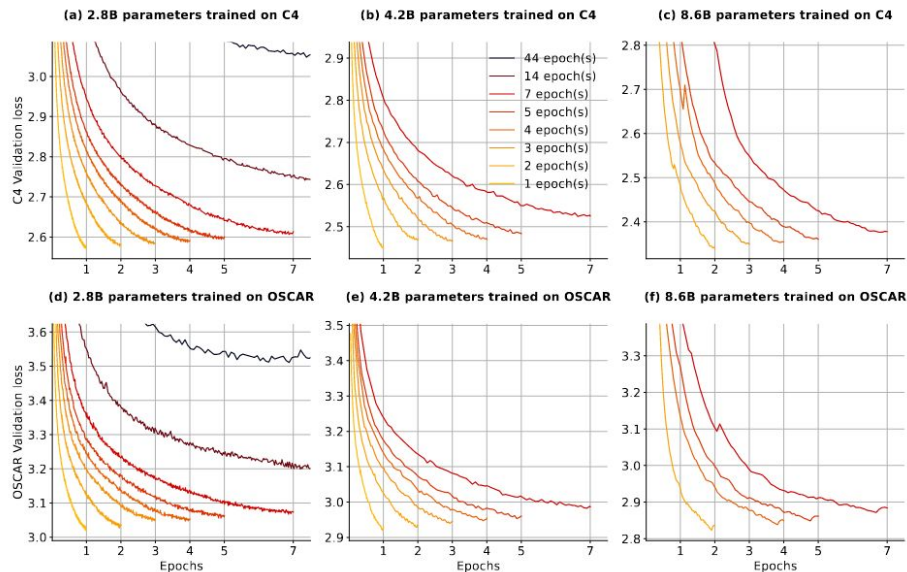 (a) 2.8B parameters trained on C4
(b) 4.2B parameters trained on C4
(c) 8.6B parameters trained on C4
C4 Validation loss
3.0
2.9
2.8
2.7
2.6
1 2 3 4 5 7
2.9
2.8
2.7
2.6
2.5
1 2 3 4 5 7
44 epoch(s)
14 epoch(s)
7 epoch(s)
5 epoch(s)
4 epoch(s)
3 epoch(s)
2 epoch(s)
1 epoch(s)
2.8
2.7
2.6
2.5
2.4
1 2 3 4 5 7
(d) 2.8B parameters trained on OSCAR
(e) 4.2B parameters trained on OSCAR
(f) 8.6B parameters trained on OSCAR
OSCAR Validation loss
3.6
3.5
3.4
3.3
3.2
3.1
3.0
1 2 3 4 5 7
Epochs
3.5
3.4
3.3
3.2
3.1
3.0
2.9
1 2 3 4 5 7
Epochs
3.3
3.2
3.1
3.0
2.9
2.8
1 2 3 4 5 7
Epochs